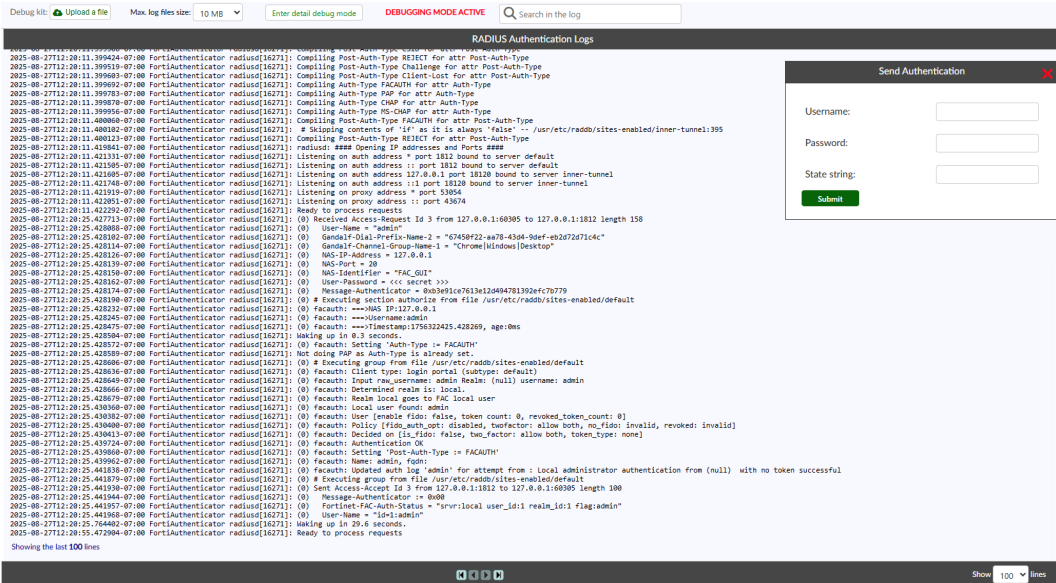 Debug kit: Upload a file Max. log files size: 10 MB Enter detail debug mode DEBUGGING MODE ACTIVE Search in the log
RADIUS Authentication Logs
2025-08-27T12:20:11.399424-07:00 FortiAuthenticator radiusd[16271]: Compiling Post-Auth-Type REJECT for attr Post-Auth-Type
2025-08-27T12:20:11.399519-07:00 FortiAuthenticator radiusd[16271]: Compiling Post-Auth-Type Challenge for attr Post-Auth-Type
2025-08-27T12:20:11.399603-07:00 FortiAuthenticator radiusd[16271]: Compiling Post-Auth-Type Client-Lost for attr Post-Auth-Type
2025-08-27T12:20:11.399692-07:00 FortiAuthenticator radiusd[16271]: Compiling Auth-Type FACAUTH for attr Auth-Type
2025-08-27T12:20:11.399783-07:00 FortiAuthenticator radiusd[16271]: Compiling Auth-Type PAP for attr Auth-Type
2025-08-27T12:20:11.399870-07:00 FortiAuthenticator radiusd[16271]: Compiling Auth-Type CHAP for attr Auth-Type
2025-08-27T12:20:11.399956-07:00 FortiAuthenticator radiusd[16271]: Compiling Auth-Type MS-CHAP for attr Auth-Type
2025-08-27T12:20:11.400060-07:00 FortiAuthenticator radiusd[16271]: Compiling Post-Auth-Type FACAUTH for attr Post-Auth-Type
2025-08-27T12:20:11.400102-07:00 FortiAuthenticator radiusd[16271]: # Skipping contents of 'if' as it is always 'false' -- /usr/etc/raddb/sites-enabled/inner-tunnel:395
2025-08-27T12:20:11.400123-07:00 FortiAuthenticator radiusd[16271]: Compiling Post-Auth-Type REJECT for attr Post-Auth-Type
2025-08-27T12:20:11.419841-07:00 FortiAuthenticator radiusd[16271]: radiusd: #### Opening IP addresses and Ports ####
2025-08-27T12:20:11.421331-07:00 FortiAuthenticator radiusd[16271]: Listening on auth address * port 1812 bound to server default
2025-08-27T12:20:11.421505-07:00 FortiAuthenticator radiusd[16271]: Listening on auth address :: port 1812 bound to server default
2025-08-27T12:20:11.421605-07:00 FortiAuthenticator radiusd[16271]: Listening on auth address 127.0.0.1 port 18120 bound to server inner-tunnel
2025-08-27T12:20:11.421748-07:00 FortiAuthenticator radiusd[16271]: Listening on auth address ::1 port 18120 bound to server inner-tunnel
2025-08-27T12:20:11.421919-07:00 FortiAuthenticator radiusd[16271]: Listening on proxy address * port 53054
2025-08-27T12:20:11.422051-07:00 FortiAuthenticator radiusd[16271]: Listening on proxy address :: port 43674
2025-08-27T12:20:11.422292-07:00 FortiAuthenticator radiusd[16271]: Ready to process requests
2025-08-27T12:20:25.427713-07:00 FortiAuthenticator radiusd[16271]: (0) Received Access-Request Id 3 from 127.0.0.1:60305 to 127.0.0.1:1812 length 158
2025-08-27T12:20:25.428088-07:00 FortiAuthenticator radiusd[16271]: (0) User-Name = "admin"
2025-08-27T12:20:25.428102-07:00 FortiAuthenticator radiusd[16271]: (0) Gandalf-Dial-Prefix-Name-2 = "67450f22-aa78-43d4-9def-eb2d72d71c4c"
2025-08-27T12:20:25.428114-07:00 FortiAuthenticator radiusd[16271]: (0) Gandalf-Channel-Group-Name-1 = "Chrome|Windows|Desktop"
2025-08-27T12:20:25.428126-07:00 FortiAuthenticator radiusd[16271]: (0) NAS-IP-Address = 127.0.0.1
2025-08-27T12:20:25.428139-07:00 FortiAuthenticator radiusd[16271]: (0) NAS-Port = 20
2025-08-27T12:20:25.428150-07:00 FortiAuthenticator radiusd[16271]: (0) NAS-Identifier = "FAC_GUI"
2025-08-27T12:20:25.428162-07:00 FortiAuthenticator radiusd[16271]: (0) User-Password = <<< secret >>>
2025-08-27T12:20:25.428174-07:00 FortiAuthenticator radiusd[16271]: (0) Message-Authenticator = 0xb3e91ce7613e12d494781392efc7b779
2025-08-27T12:20:25.428190-07:00 FortiAuthenticator radiusd[16271]: (0) # Executing section authorize from file /usr/etc/raddb/sites-enabled/default
2025-08-27T12:20:25.428232-07:00 FortiAuthenticator radiusd[16271]: (0) facauth: ===>NAS IP:127.0.0.1
2025-08-27T12:20:25.428245-07:00 FortiAuthenticator radiusd[16271]: (0) facauth: ===>Username:admin
2025-08-27T12:20:25.428475-07:00 FortiAuthenticator radiusd[16271]: (0) facauth: ===>Timestamp:1756322425.428269, age:0ms
2025-08-27T12:20:25.428504-07:00 FortiAuthenticator radiusd[16271]: Waking up in 0.3 seconds.
2025-08-27T12:20:25.428572-07:00 FortiAuthenticator radiusd[16271]: (0) facauth: Setting 'Auth-Type := FACAUTH'
2025-08-27T12:20:25.428589-07:00 FortiAuthenticator radiusd[16271]: Not doing PAP as Auth-Type is already set.
2025-08-27T12:20:25.428606-07:00 FortiAuthenticator radiusd[16271]: (0) # Executing group from file /usr/etc/raddb/sites-enabled/default
2025-08-27T12:20:25.428636-07:00 FortiAuthenticator radiusd[16271]: (0) facauth: Client type: login portal (subtype: default)
2025-08-27T12:20:25.428649-07:00 FortiAuthenticator radiusd[16271]: (0) facauth: Input raw_username: admin Realm: (null) username: admin
2025-08-27T12:20:25.428666-07:00 FortiAuthenticator radiusd[16271]: (0) facauth: Determined realm is: local.
2025-08-27T12:20:25.428679-07:00 FortiAuthenticator radiusd[16271]: (0) facauth: Realm local goes to FAC local user
2025-08-27T12:20:25.430360-07:00 FortiAuthenticator radiusd[16271]: (0) facauth: Local user found: admin
2025-08-27T12:20:25.430382-07:00 FortiAuthenticator radiusd[16271]: (0) facauth: User [enable fido: false, token count: 0, revoked_token_count: 0]
2025-08-27T12:20:25.430400-07:00 FortiAuthenticator radiusd[16271]: (0) facauth: Policy [fido_auth_opt: disabled, twofactor: allow both, no_fido: invalid, revoked: invalid]
2025-08-27T12:20:25.430413-07:00 FortiAuthenticator radiusd[16271]: (0) facauth: Decided on [is_fido: false, two_factor: allow both, token_type: none]
2025-08-27T12:20:25.439724-07:00 FortiAuthenticator radiusd[16271]: (0) facauth: Authentication OK
2025-08-27T12:20:25.439860-07:00 FortiAuthenticator radiusd[16271]: (0) facauth: Setting 'Post-Auth-Type := FACAUTH'
2025-08-27T12:20:25.439962-07:00 FortiAuthenticator radiusd[16271]: (0) facauth: Name: admin, fqdn:
2025-08-27T12:20:25.441838-07:00 FortiAuthenticator radiusd[16271]: (0) facauth: Updated auth log 'admin' for attempt from : Local administrator authentication from (null) with no token successful
2025-08-27T12:20:25.441879-07:00 FortiAuthenticator radiusd[16271]: (0) # Executing group from file /usr/etc/raddb/sites-enabled/default
2025-08-27T12:20:25.441930-07:00 FortiAuthenticator radiusd[16271]: (0) Sent Access-Accept Id 3 from 127.0.0.1:1812 to 127.0.0.1:60305 length 100
2025-08-27T12:20:25.441944-07:00 FortiAuthenticator radiusd[16271]: (0) Message-Authenticator := 0x00
2025-08-27T12:20:25.441957-07:00 FortiAuthenticator radiusd[16271]: (0) Fortinet-FAC-Auth-Status = "srvr:local user_id:1 realm_id:1 flag:admin"
2025-08-27T12:20:25.441968-07:00 FortiAuthenticator radiusd[16271]: (0) User-Name = "id=1:admin"
2025-08-27T12:20:25.764402-07:00 FortiAuthenticator radiusd[16271]: Waking up in 29.6 seconds.
2025-08-27T12:20:55.472904-07:00 FortiAuthenticator radiusd[16271]: Ready to process requests
Showing the last 100 lines
Send Authentication
Username:
Password:
State string:
Submit
Show 100 lines